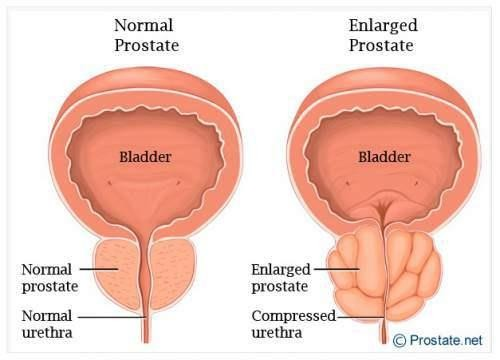 Normal
Prostate
Enlarged
Prostate
Bladder
Bladder
Normal
prostate
Normal
urethra
Enlarged
prostate
Compressed
urethra
© Prostate.net